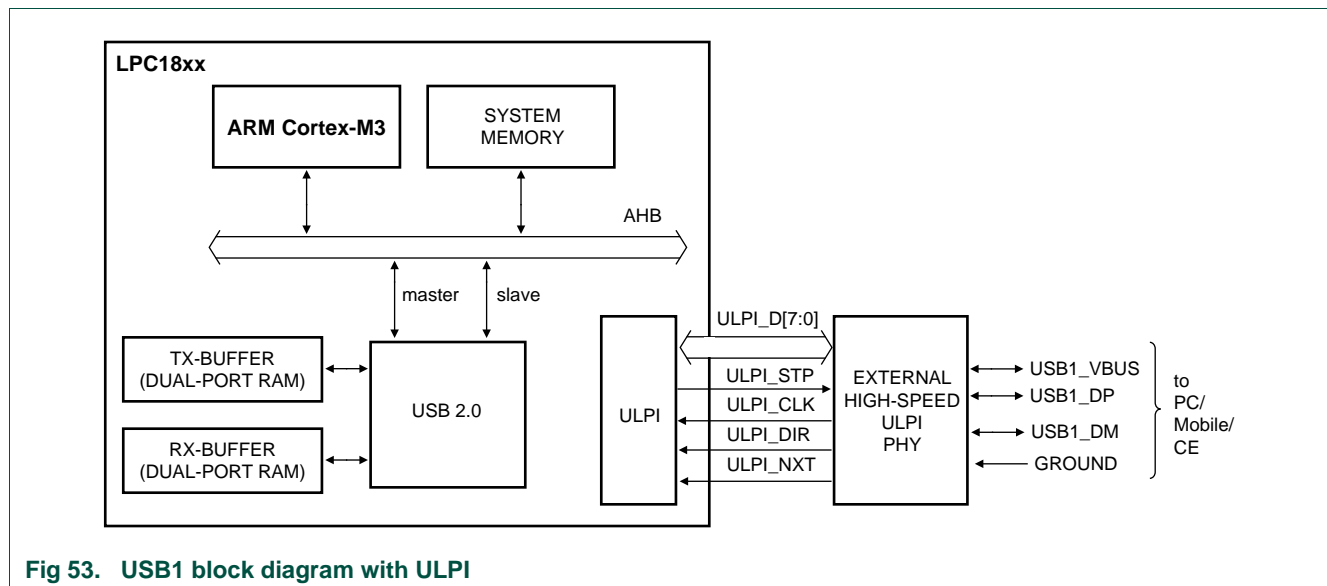 LPC18xx
ARM Cortex-M3
SYSTEM
MEMORY
AHB
master
slave
TX-BUFFER
(DUAL-PORT RAM)
RX-BUFFER
(DUAL-PORT RAM)
USB 2.0
ULPI
ULPI_D[7:0]
ULPI_STP
ULPI_CLK
ULPI_DIR
ULPI_NXT
EXTERNAL
HIGH-SPEED
ULPI
PHY
USB1_VBUS
USB1_DP
USB1_DM
GROUND
to
PC/
Mobile/
CE
Fig 53. USB1 block diagram with ULPI